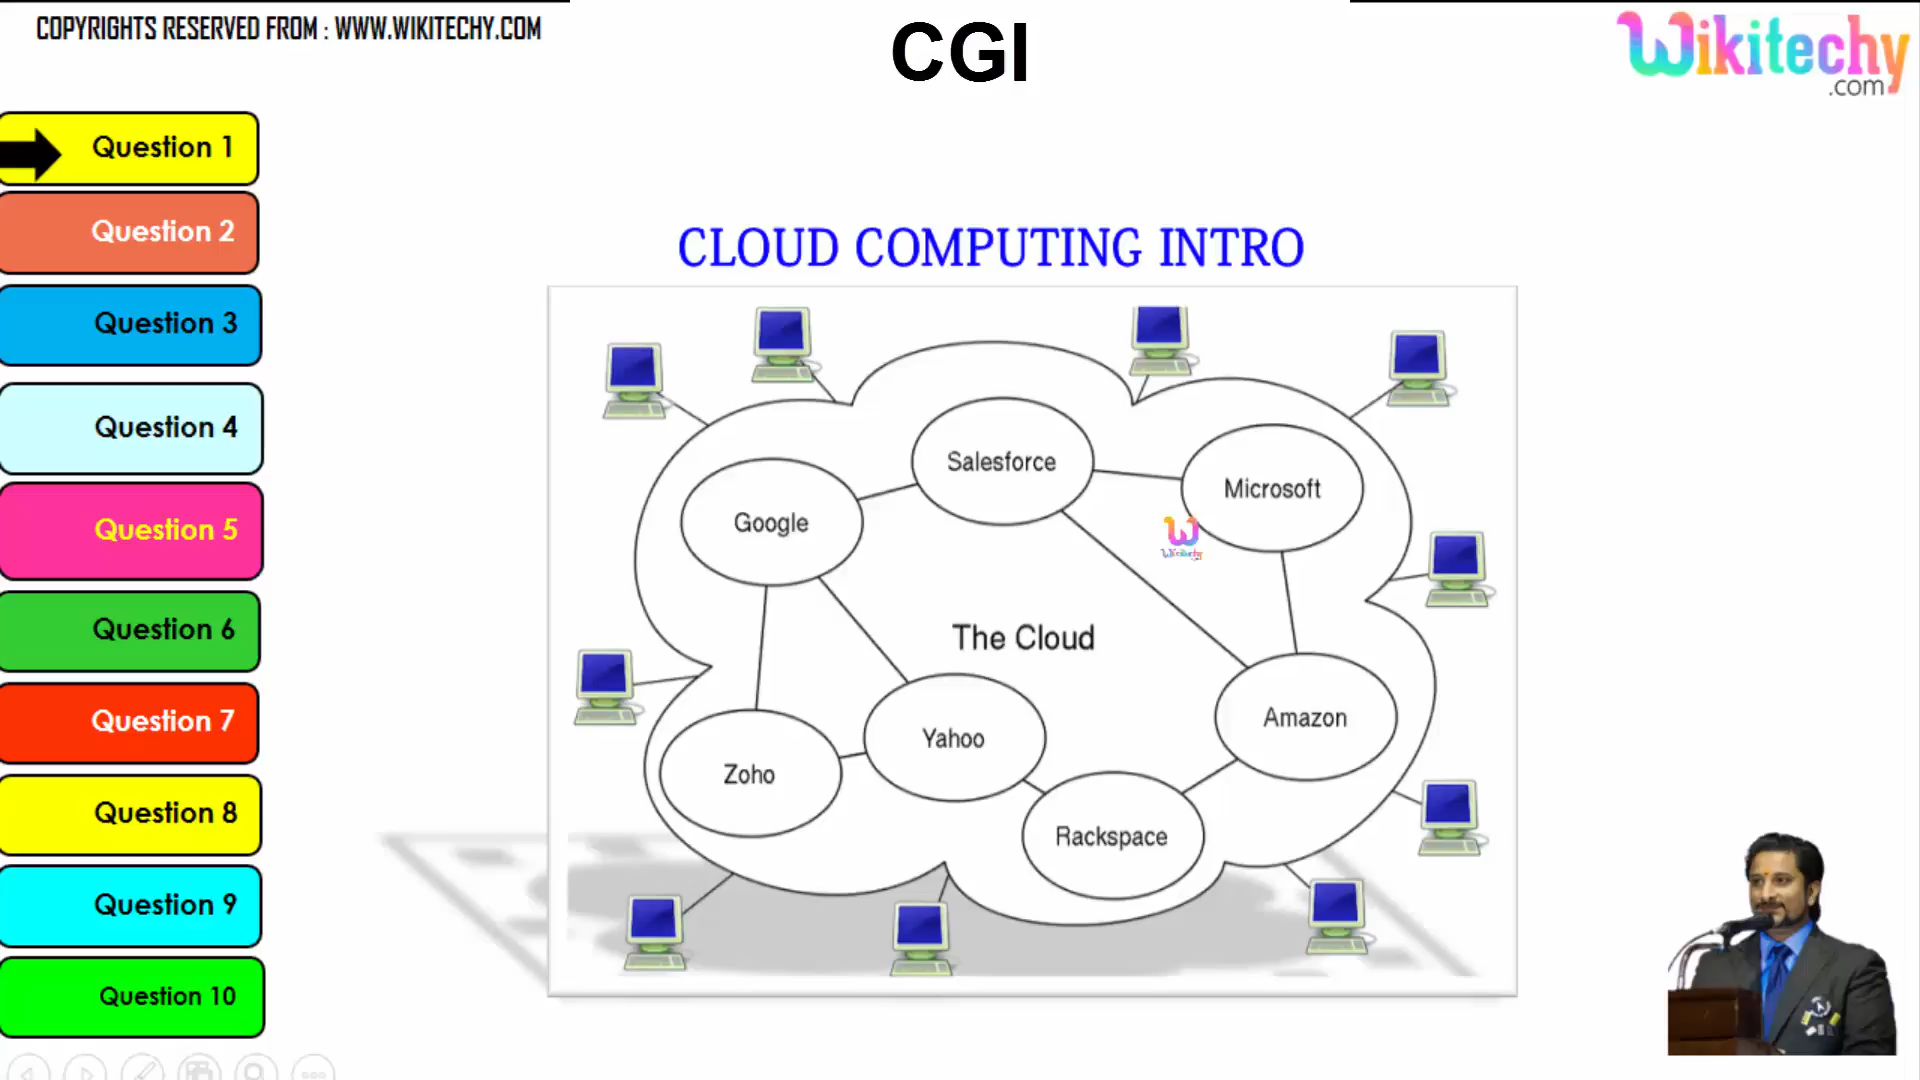 COPYRIGHTS RESERVED FROM : WWW.WIKITECHY.COM
CGI
Wikitechy
.com
Question 1
Question 2
Question 3
Question 4
Question 5
Question 6
Question 7
Question 8
Question 9
Question 10
CLOUD COMPUTING INTRO
Salesforce
Microsoft
Google
Wikitechy
The Cloud
Amazon
Yahoo
Zoho
Rackspace